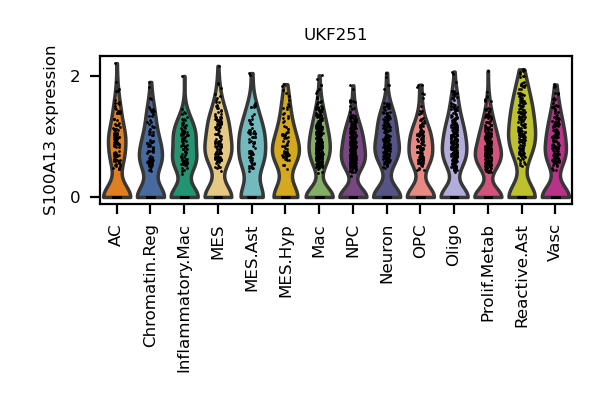 UKF251
S100A13 expression
2
0
AC
Chromatin.Reg
Inflammatory.Mac
MES
MES.Ast
MES.Hyp
Mac
NPC
Neuron
OPC
Oligo
Prolif.Metab
Reactive.Ast
Vasc